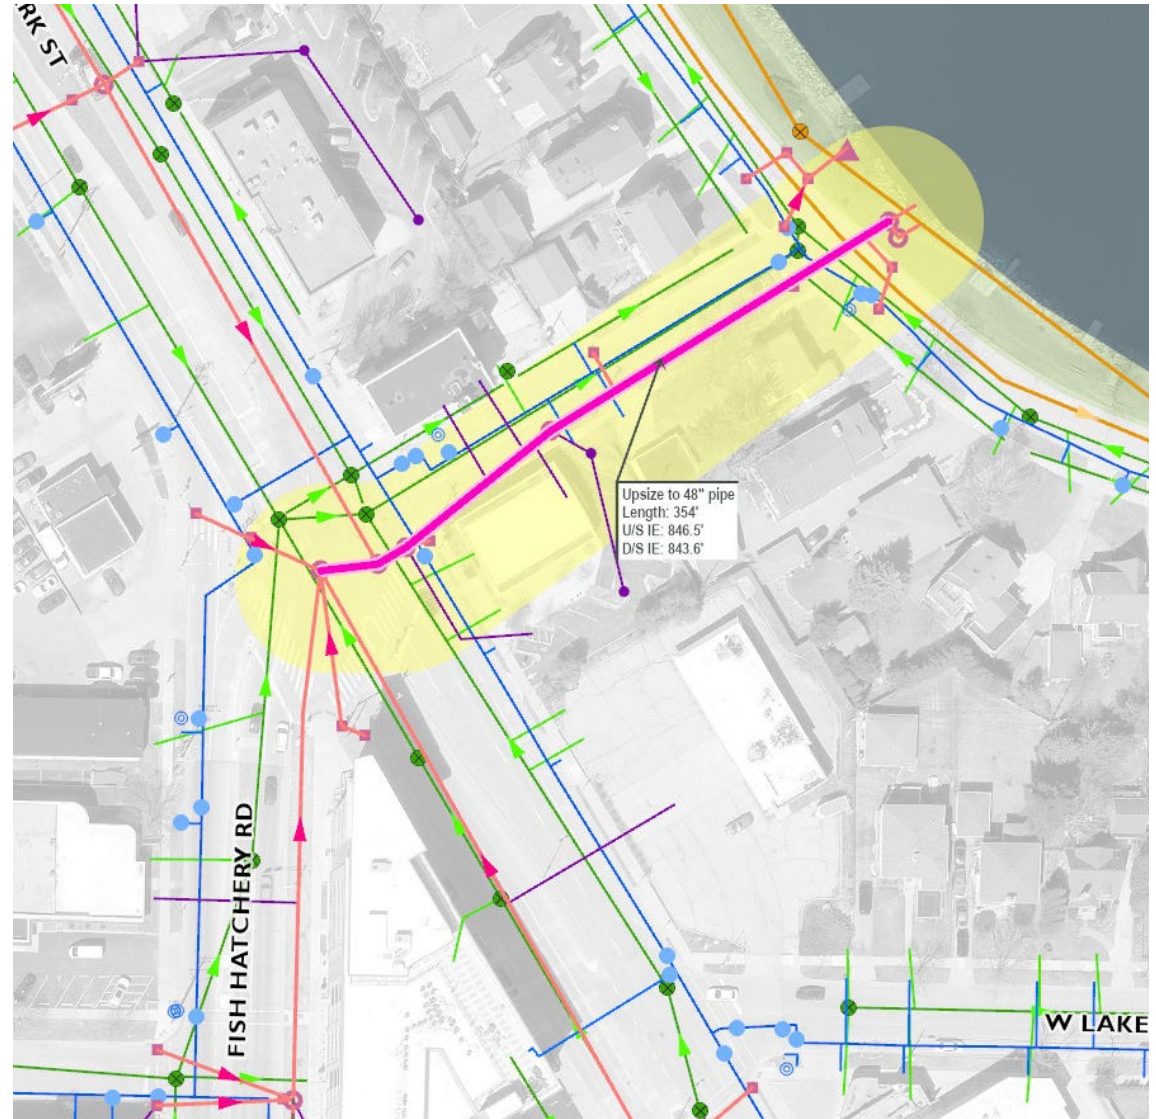 RK ST
Upsize to 48" pipe
Length: 354'
U/S IE: 846.5'
D/S IE: 843.6'
FISH HATCHERY RD
W LAKE